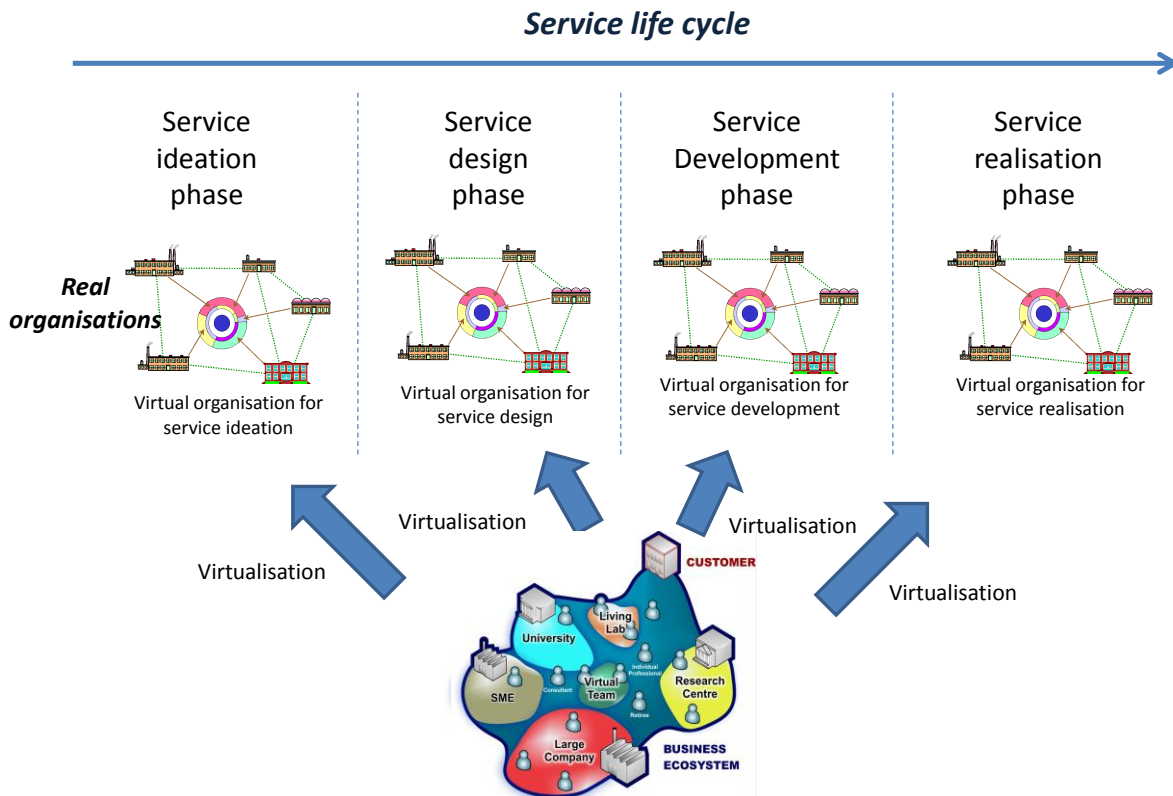 Service life cycle
Service
ideation
phase
Service
design
phase
Service
Development
phase
Service
realisation
phase
Real
organisations
Virtual organisation for
service ideation
Virtual organisation for
service design
Virtual organisation for
service development
Virtual organisation for
service realisation
Virtualisation
Virtualisation
Virtualisation
Virtualisation
CUSTOMER
University
Living
Lab
Individual
Professional
SME
Consultant
Virtual
Team
Research
Centre
Retiree
Large
Company
BUSINESS
ECOSYSTEM